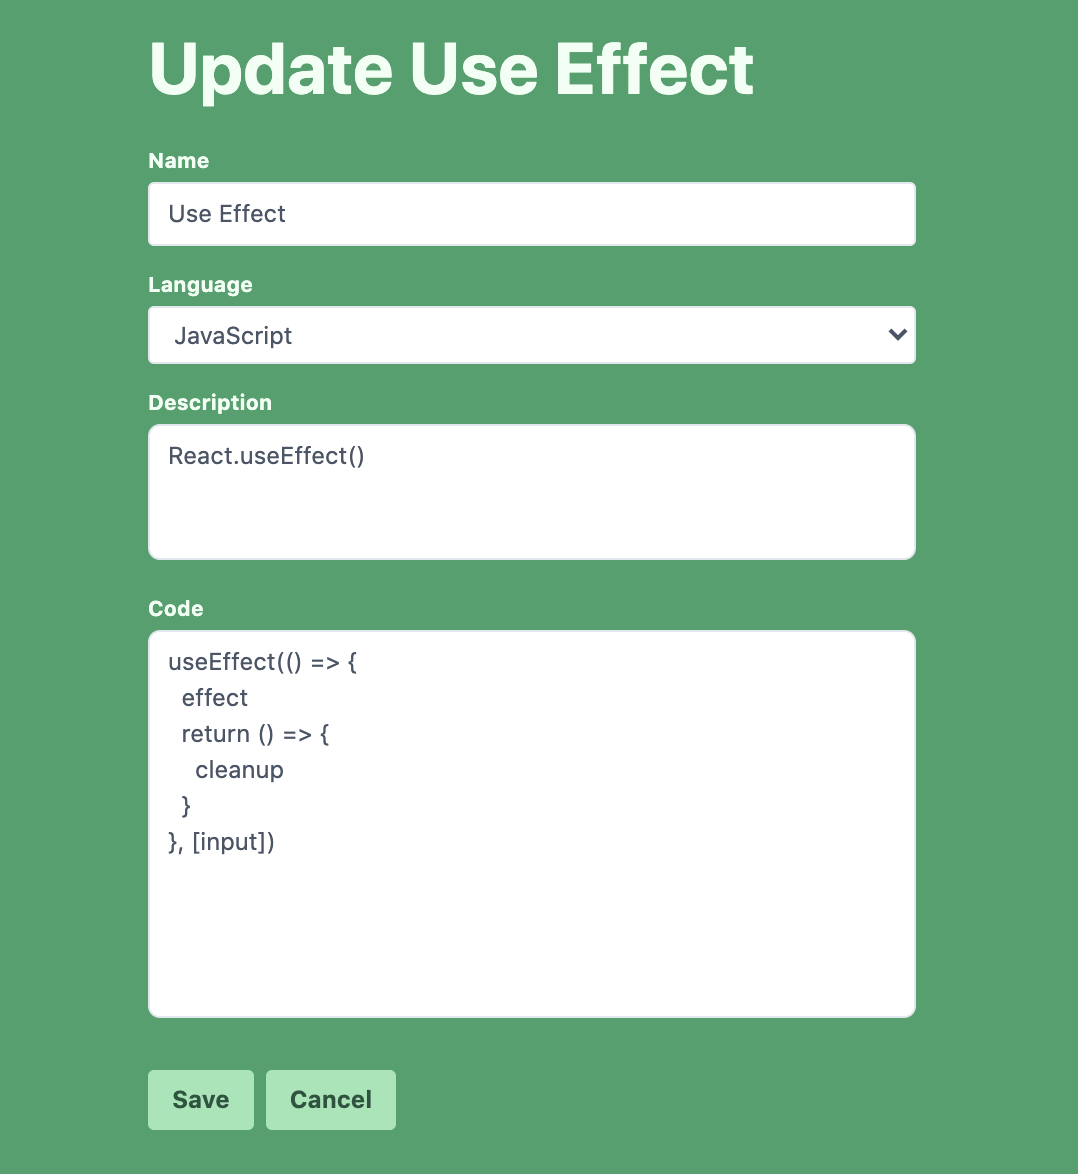 Update Use Effect
Name
Use Effect
Language
JavaScript
Description
React.useEffect()
Code
useEffect(() => {
  effect
  return () => {
    cleanup
  }
}, [input])
Save Cancel